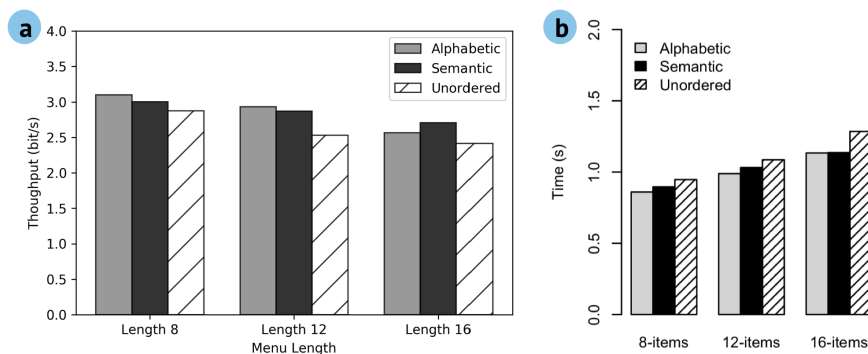 a
4.0
3.5
3.0
2.5
2.0
1.5
1.0
0.5
0.0
Thoughput (bit/s)
Alphabetic
Semantic
Unordered
Length 8
Length 12
Length 16
Menu Length
b
2.0
1.5
1.0
0.5
0.0
Time (s)
Alphabetic
Semantic
Unordered
8-items
12-items
16-items